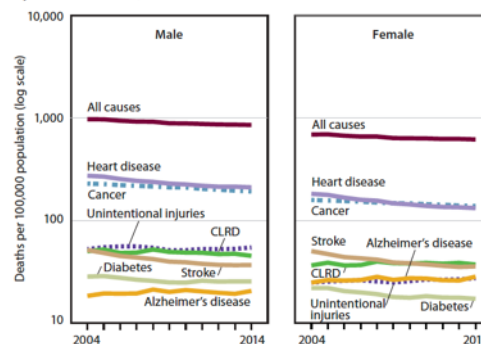 Deaths per 100,000 population (log scale)
10,000
1,000
100
10
Male
All causes
Heart disease
Cancer
Unintentional injuries
CLRD
Diabetes
Stroke
Alzheimer's disease
2004
2014
Female
All causes
Heart disease
Cancer
Stroke
Alzheimer's disease
CLRD
Unintentional
injuries
Diabetes
2004